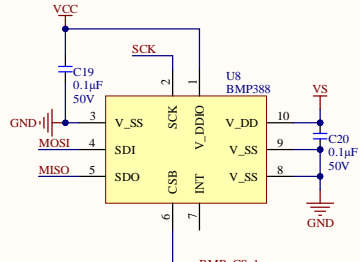 VCC
SCK
C19
0.1µF
50V
U8
BMP388
VS
2
1
GND
3
V_SS
SCK
V_DDIO
V_DD
10
C20
0.1µF
50V
MOSI
4
SDI
V_SS
9
MISO
5
SDO
CSB
INT
V_SS
8
6
7
GND